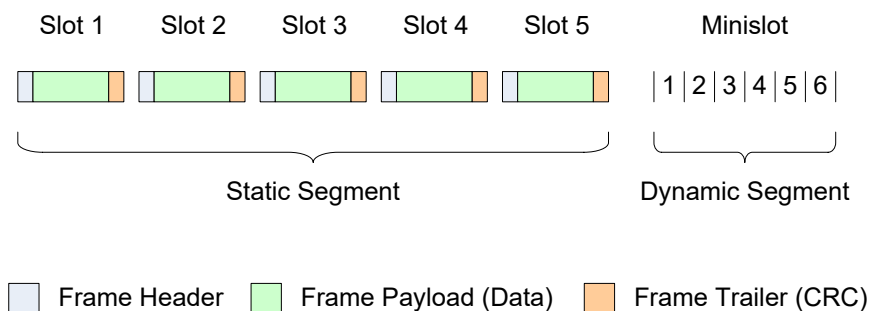 Slot 1 Slot 2 Slot 3 Slot 4 Slot 5 Minislot
1 2 3 4 5 6
Static Segment Dynamic Segment
Frame Header Frame Payload (Data) Frame Trailer (CRC)